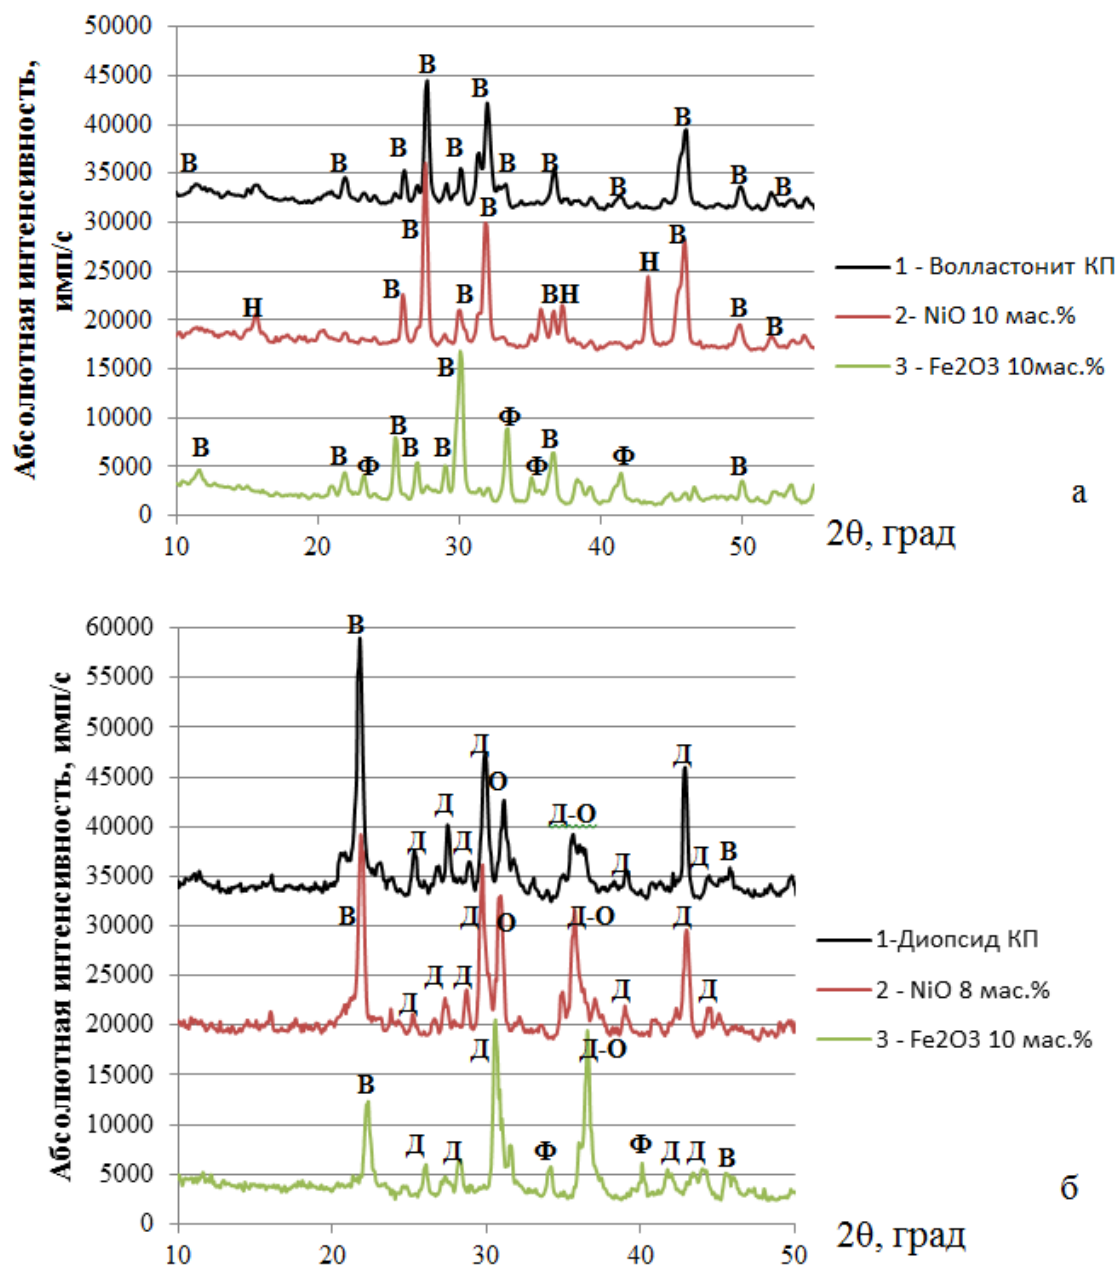 Абсолютная интенсивность,
имп/с
50000
45000
40000
35000
30000
25000
20000
15000
10000
5000
0
В В В В В В В В В В В В
Н В В В В В Н Н В В В
В В Ф В В В В Ф Ф В Ф В
10 20 30 40 50
2θ, град
1 - Волластонит КП
2- NiO 10 мас.%
3 - Fe2O3 10мас.%
а
Абсолютная интенсивность, имп/с
60000
55000
50000
45000
40000
35000
30000
25000
20000
15000
10000
5000
0
В Д Д Д Д О Д-О Д Д Д В
В Д Д Д Д О Д-О Д Д Д
В Д Д Д Ф Д-О Ф Д Д В
10 20 30 40 50
2θ, град
1-Диопсид КП
2 - NiO 8 мас.%
3 - Fe2O3 10 мас.%
б